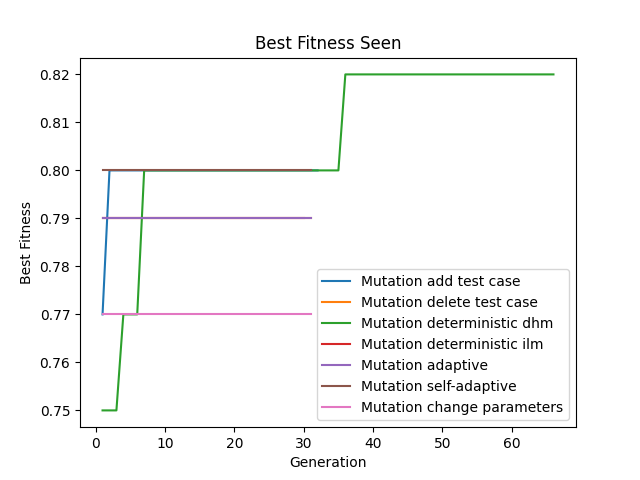 Best Fitness Seen
0.82
0.81
0.80
0.79
0.78
0.77
0.76
0.75
Best Fitness
Mutation add test case
Mutation delete test case
Mutation deterministic dhm
Mutation deterministic ilm
Mutation adaptive
Mutation self-adaptive
Mutation change parameters
0 10 20 30 40 50 60
Generation